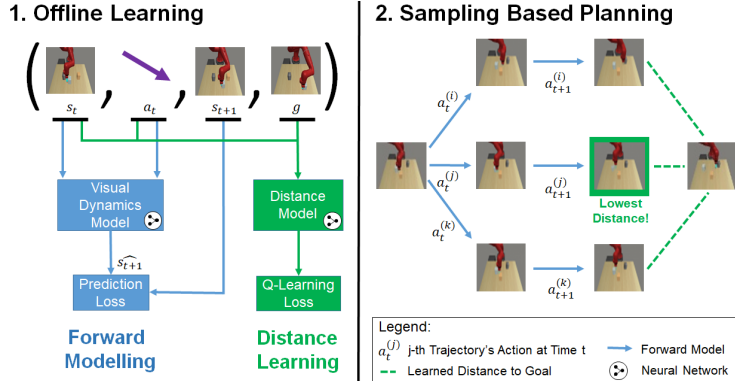 1. Offline Learning
( , , , )
s_t a_t s_{t+1} g
Visual
Dynamics
Model
Distance
Model
\widehat{s_{t+1}}
Prediction
Loss
Q-Learning
Loss
Forward
Modelling
Distance
Learning
2. Sampling Based Planning
a_t^{(i)}
a_{t+1}^{(i)}
a_t^{(j)}
a_{t+1}^{(j)}
Lowest
Distance!
a_t^{(k)}
a_{t+1}^{(k)}
Legend:
a_t^{(j)} j-th Trajectory's Action at Time t
Forward Model
Learned Distance to Goal
Neural Network